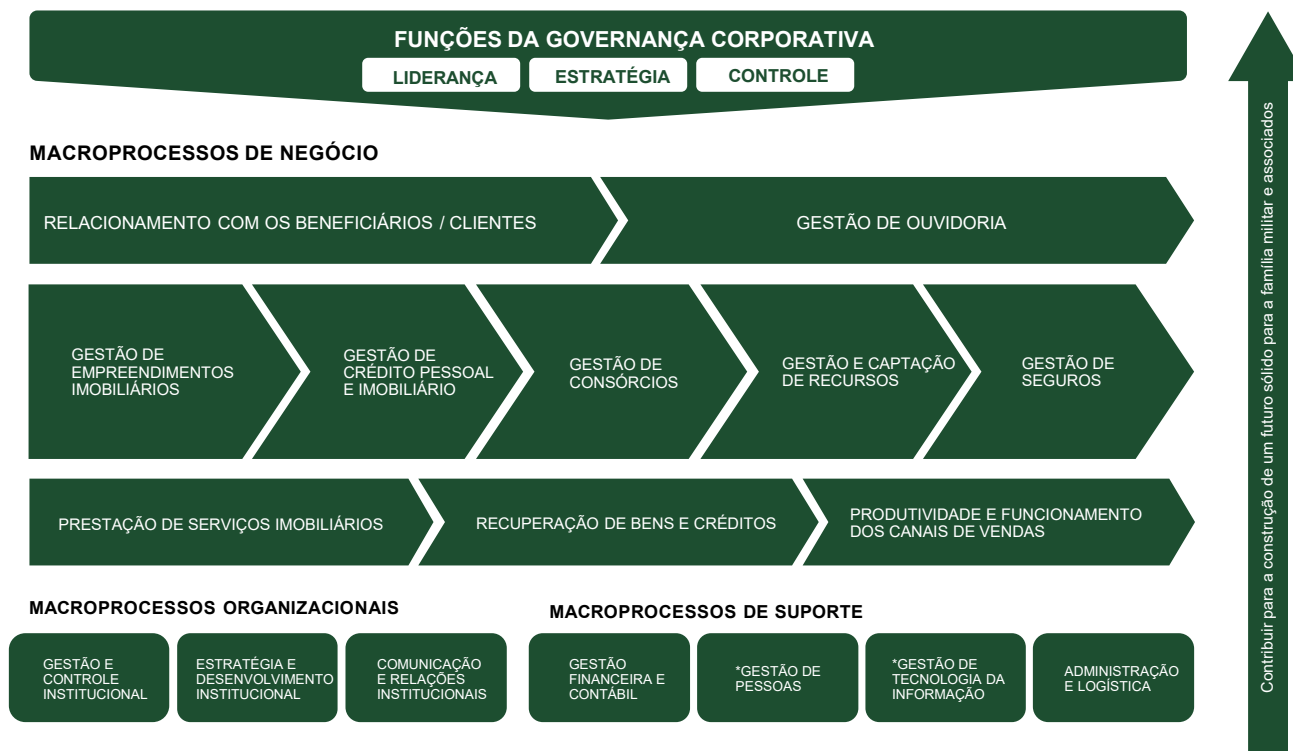 FUNÇÕES DA GOVERNANÇA CORPORATIVA
LIDERANÇA
ESTRATÉGIA
CONTROLE
MACROPROCESSOS DE NEGÓCIO
RELACIONAMENTO COM OS BENEFICIÁRIOS / CLIENTES
GESTÃO DE OUVIDORIA
GESTÃO DE
EMPREENDIMENTOS
IMOBILIÁRIOS
GESTÃO DE
CRÉDITO PESSOAL
E IMOBILIÁRIO
GESTÃO DE
CONSÓRCIOS
GESTÃO E CAPTAÇÃO
DE RECURSOS
GESTÃO DE
SEGUROS
PRESTAÇÃO DE SERVIÇOS IMOBILIÁRIOS
RECUPERAÇÃO DE BENS E CRÉDITOS
PRODUTIVIDADE E FUNCIONAMENTO
DOS CANAIS DE VENDAS
MACROPROCESSOS ORGANIZACIONAIS
GESTÃO E
CONTROLE
INSTITUCIONAL
ESTRATÉGIA E
DESENVOLVIMENTO
INSTITUCIONAL
COMUNICAÇÃO
E RELAÇÕES
INSTITUCIONAIS
MACROPROCESSOS DE SUPORTE
GESTÃO
FINANCEIRA E
CONTÁBIL
*GESTÃO DE
PESSOAS
*GESTÃO DE
TECNOLOGIA DA
INFORMAÇÃO
ADMINISTRAÇÃO
E LOGÍSTICA
Contribuir para a construção de um futuro sólido para a família militar e associados